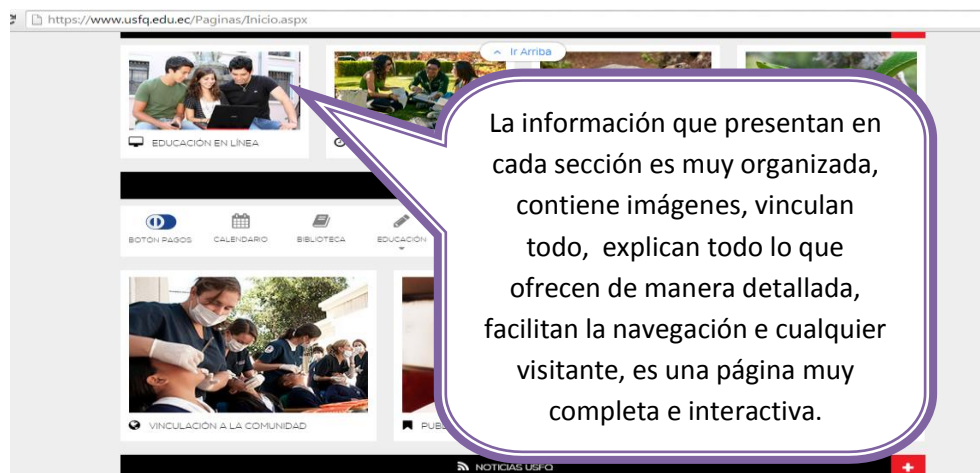 https://www.usfq.edu.ec/Paginas/Inicio.aspx
Ir Arriba
EDUCACIÓN EN LÍNEA
La información que presentan en
cada sección es muy organizada,
contiene imágenes, vinculan
todo, explican todo lo que
ofrecen de manera detallada,
facilitan la navegación e cualquier
visitante, es una página muy
completa e interactiva.
BOTÓN PAGOS CALENDARIO BIBLIOTECA EDUCACIÓN
VINCULACIÓN A LA COMUNIDAD
PUB
NOTICIAS USFQ